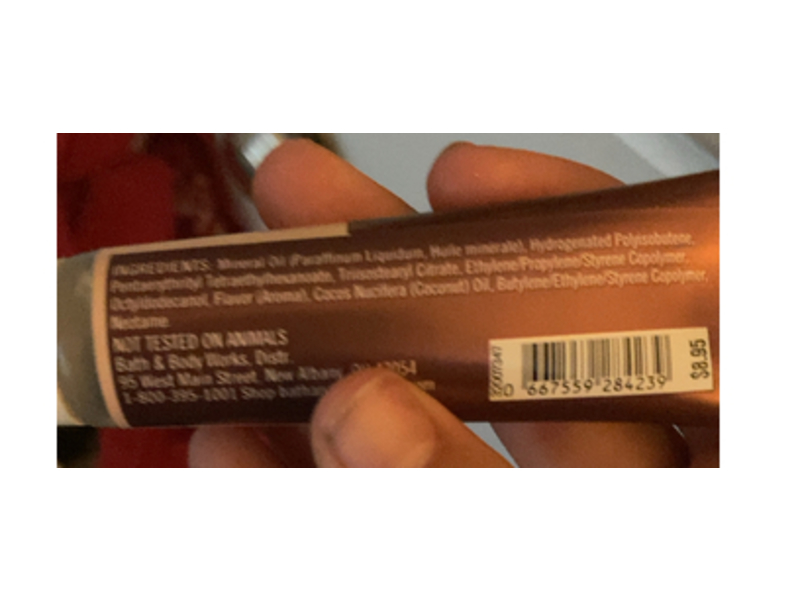 INGREDIENTS: Mineral Oil (Paraffinum Liquidum, Huile minérale), Hydrogenated Polyisobutene,
Pentaerythrityl Tetraethylhexanoate, Triisostearyl Citrate, Ethylene/Propylene/Styrene Copolymer,
Octyldodecanol, Flavor (Aroma), Cocos Nucifera (Coconut) Oil, Butylene/Ethylene/Styrene Copolymer,
Neotame.
NOT TESTED ON ANIMALS
Bath & Body Works, Distr.
95 West Main Street, New Albany, 43054
1-800-395-1001 Shop
0 667559 284239
$8.95